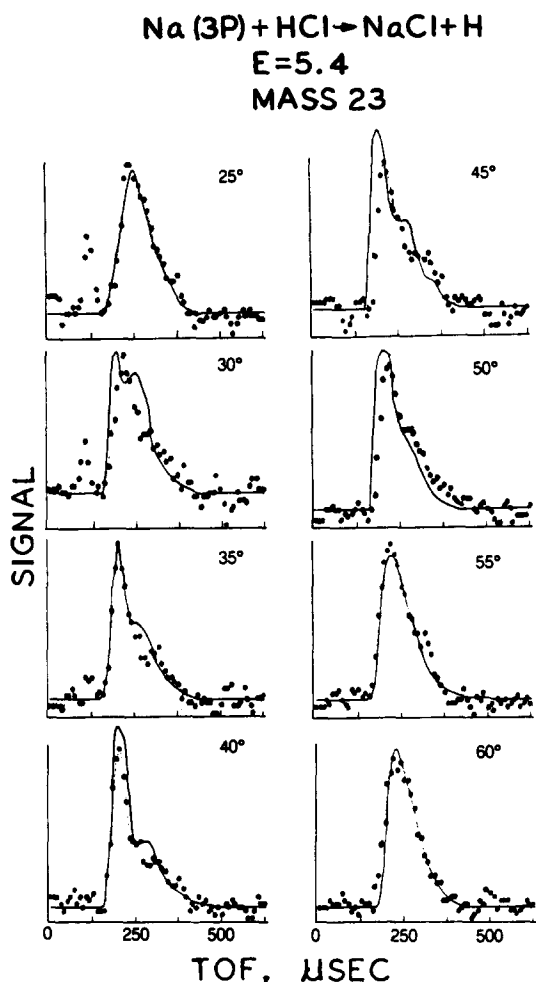 Na(3P)+HCl→NaCl+H
E=5.4
MASS 23
25°
45°
30°
50°
35°
55°
40°
60°
SIGNAL
0 250 500
0 250 500
TOF, μSEC